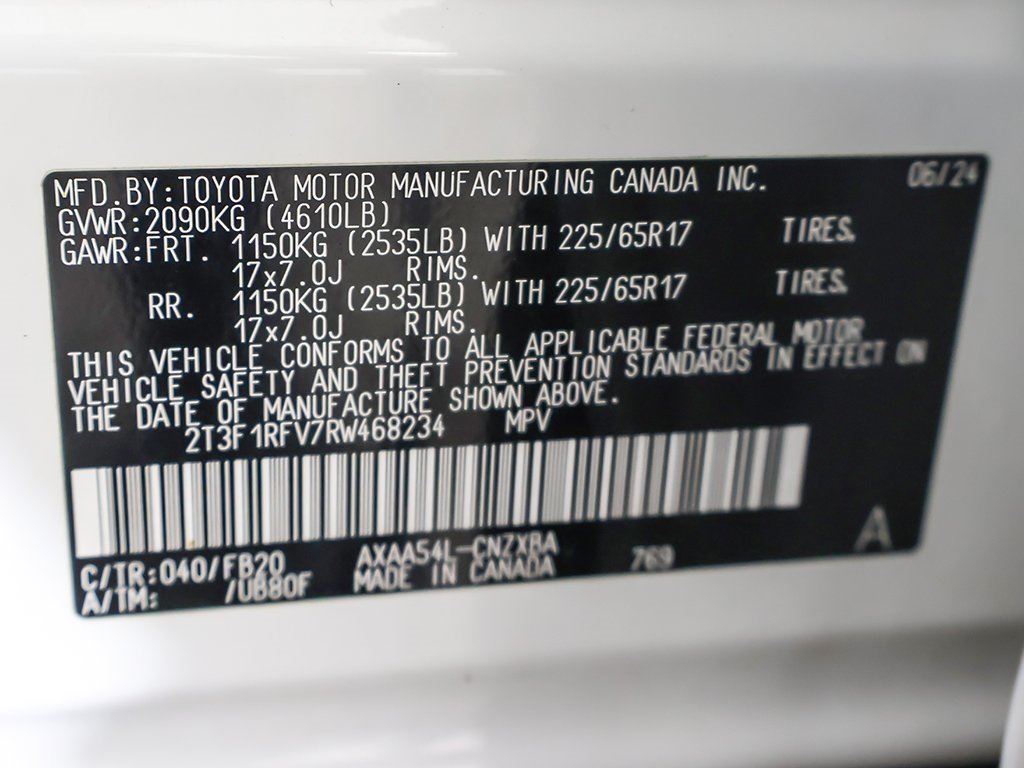 MFD.BY:TOYOTA MOTOR MANUFACTURING CANADA INC. 06/24
GVWR:2090KG (4610LB)
GAWR:FRT. 1150KG (2535LB) WITH 225/65R17 TIRES.
17x7.0J RIMS.
RR. 1150KG (2535LB) WITH 225/65R17 TIRES.
17x7.0J RIMS.
THIS VEHICLE CONFORMS TO ALL APPLICABLE FEDERAL MOTOR
VEHICLE SAFETY AND THEFT PREVENTION STANDARDS IN EFFECT ON
THE DATE OF MANUFACTURE SHOWN ABOVE.
2T3F1RFV7RW468234 MPV
A
C/TR:040/FB20 AXAA54L-CNZXBA 769
A/TM: /UB80F MADE IN CANADA